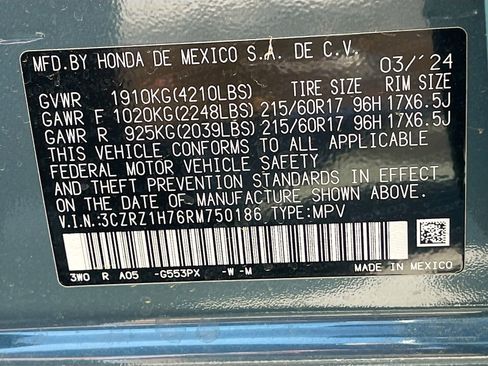 MFD.BY HONDA DE MEXICO S.A. DE C.V.
03/'24
TIRE SIZE RIM SIZE
GVWR 1910KG(4210LBS)
GAWR F 1020KG(2248LBS) 215/60R17 96H 17X6.5J
GAWR R 925KG(2039LBS) 215/60R17 96H 17X6.5J
THIS VEHICLE CONFORMS TO ALL APPLICABLE
FEDERAL MOTOR VEHICLE SAFETY
AND THEFT PREVENTION STANDARDS IN EFFECT
ON THE DATE OF MANUFACTURE SHOWN ABOVE.
V.I.N.:3CZRZ1H76RM750186 TYPE:MPV
3W0 R A05 -G553PX -W-M
MADE IN MEXICO